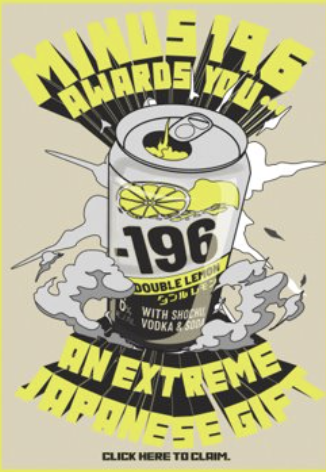 MINUS 196
AWARDS YOU...
-196
DOUBLE LEMON
ダブルレモン
6%
WITH SHOCHU,
VODKA & SODA
AN EXTREME
JAPANESE GIFT
CLICK HERE TO CLAIM.